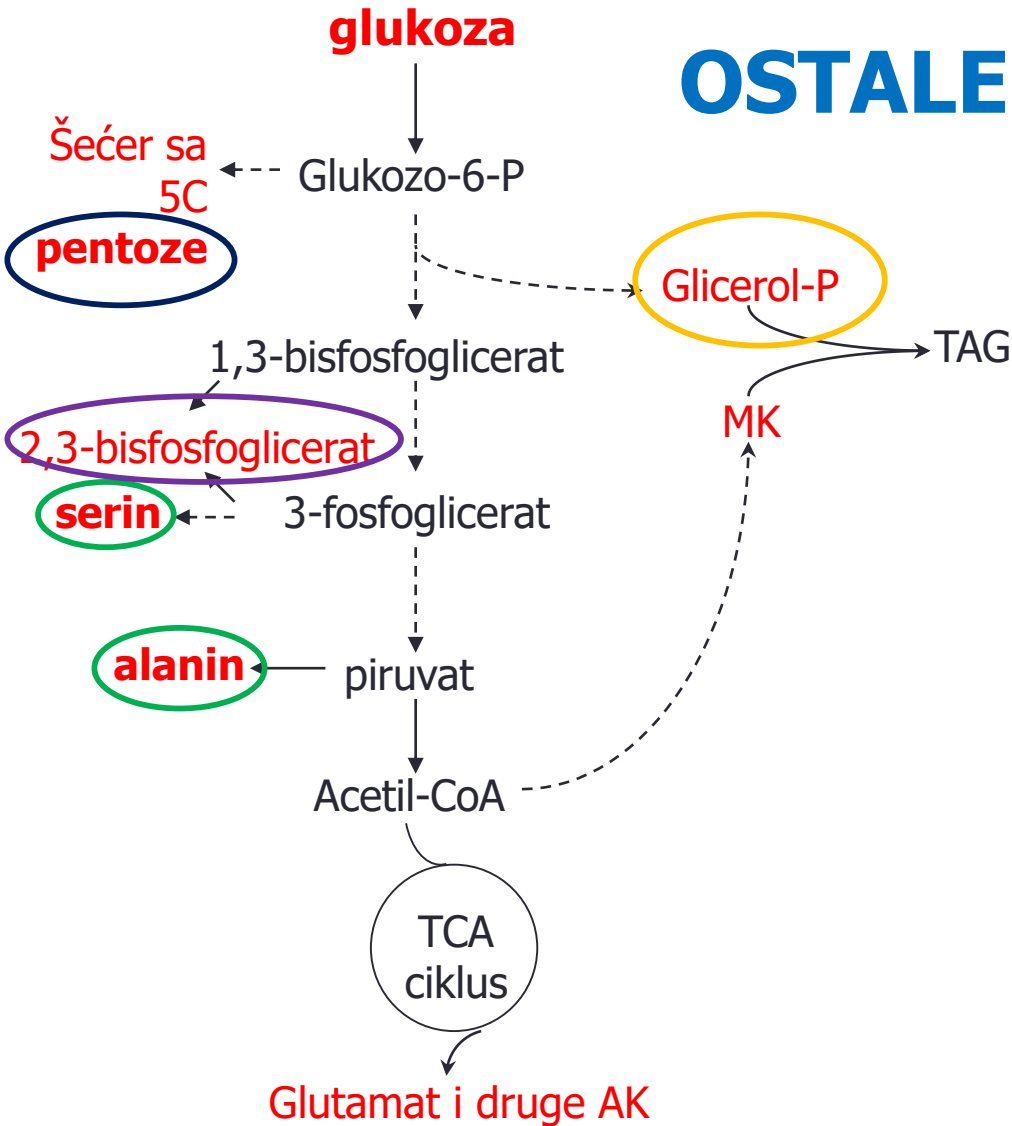 glukoza
OSTALE
Šećer sa
5C
pentoze
Glukozo-6-P
Glicerol-P
1,3-bisfosfoglicerat
TAG
MK
2,3-bisfosfoglicerat
serin
3-fosfoglicerat
alanin
piruvat
Acetil-CoA
TCA
ciklus
Glutamat i druge AK